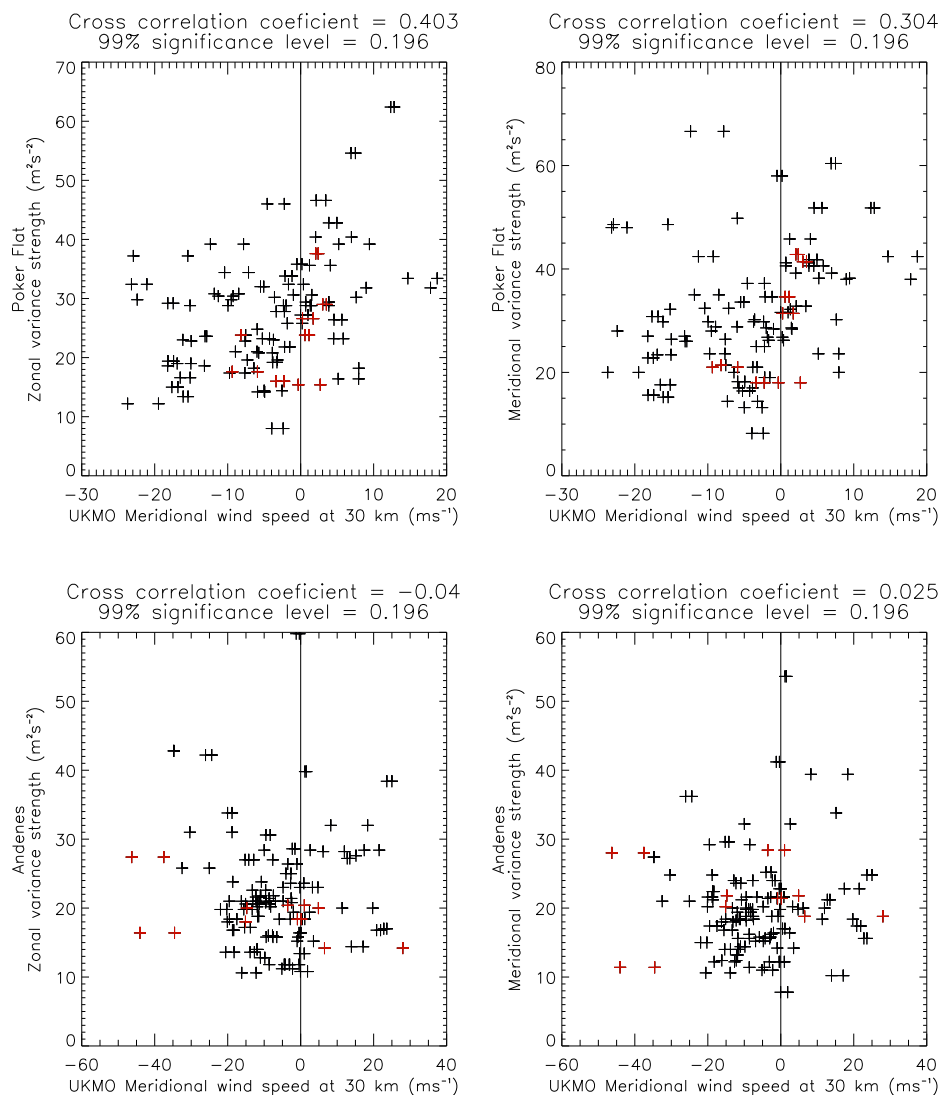 Cross correlation coeficient = 0.403
99% significance level = 0.196
70
60
50
40
30
20
10
0
Poker Flat
Zonal variance strength (m²s⁻²)
−30 −20 −10 0 10 20
UKMO Meridional wind speed at 30 km (ms⁻¹)
Cross correlation coeficient = 0.304
99% significance level = 0.196
80
60
40
20
0
Poker Flat
Meridional variance strength (m²s⁻²)
−30 −20 −10 0 10 20
UKMO Meridional wind speed at 30 km (ms⁻¹)
Cross correlation coeficient = −0.04
99% significance level = 0.196
60
50
40
30
20
10
0
Andenes
Zonal variance strength (m²s⁻²)
−60 −40 −20 0 20 40
UKMO Meridional wind speed at 30 km (ms⁻¹)
Cross correlation coeficient = 0.025
99% significance level = 0.196
60
50
40
30
20
10
0
Andenes
Meridional variance strength (m²s⁻²)
−60 −40 −20 0 20 40
UKMO Meridional wind speed at 30 km (ms⁻¹)